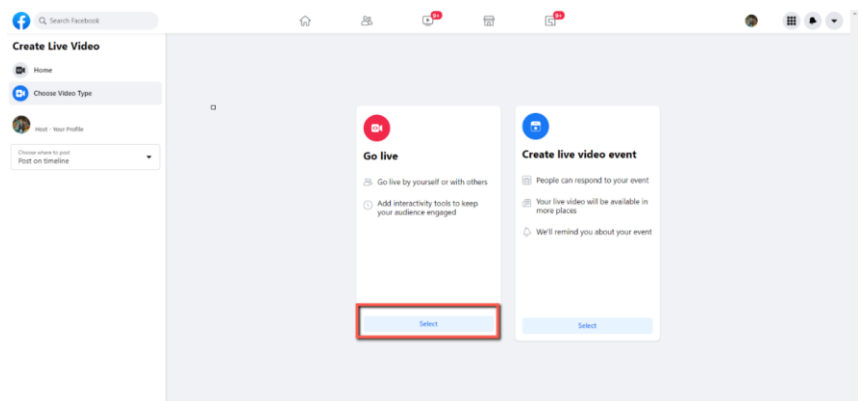 Search Facebook
9+
9+
Create Live Video
Home
Choose Video Type
Host - Your Profile
Choose where to post
Post on timeline
Go live
Go live by yourself or with others
Add interactivity tools to keep
your audience engaged
Select
Create live video event
People can respond to your event
Your live video will be available in
more places
We'll remind you about your event
Select